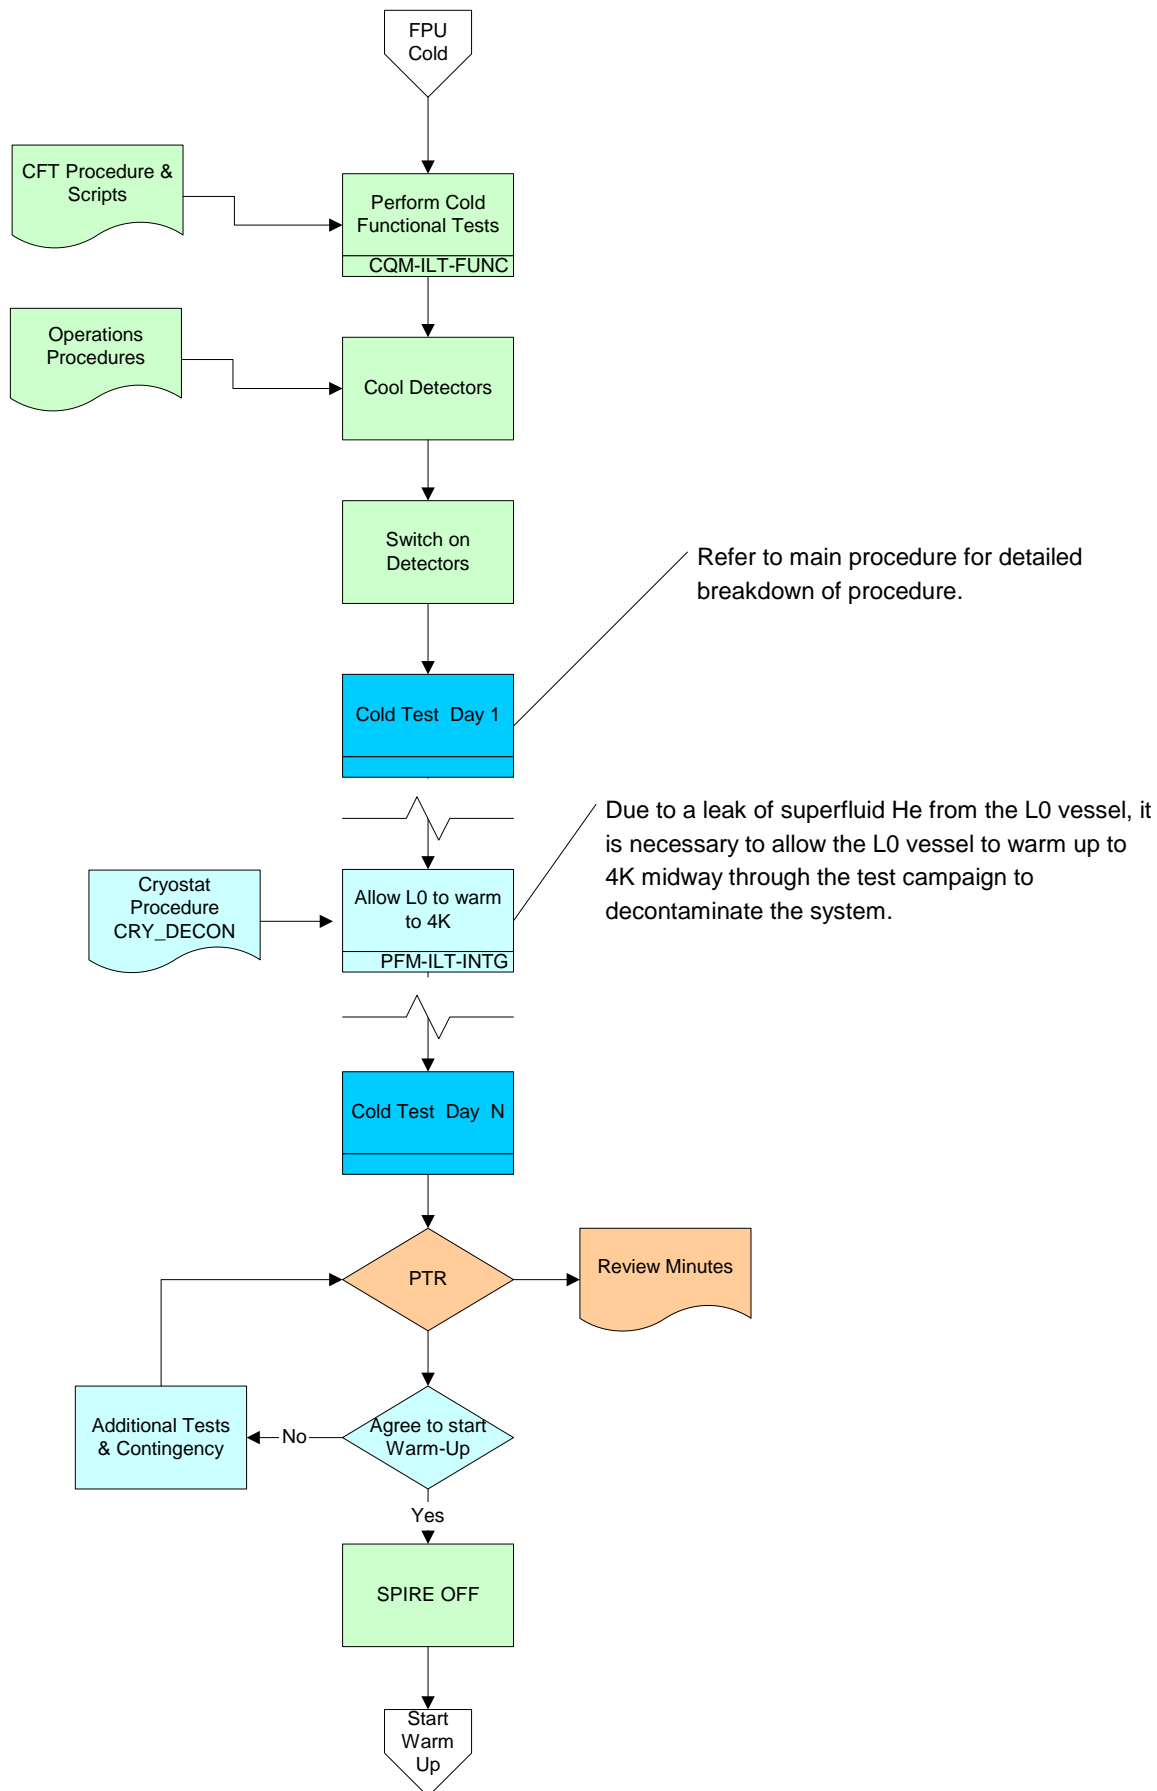 FPU
Cold
CFT Procedure &
Scripts
Perform Cold
Functional Tests
CQM-ILT-FUNC
Operations
Procedures
Cool Detectors
Switch on
Detectors
Refer to main procedure for detailed
breakdown of procedure.
Cold Test  Day 1
Due to a leak of superfluid He from the L0 vessel, it
is necessary to allow the L0 vessel to warm up to
4K midway through the test campaign to
decontaminate the system.
Cryostat
Procedure
CRY_DECON
Allow L0 to warm
to 4K
PFM-ILT-INTG
Cold Test  Day  N
PTR
Review Minutes
Additional Tests
& Contingency
No
Agree to start
Warm-Up
Yes
SPIRE OFF
Start
Warm
Up